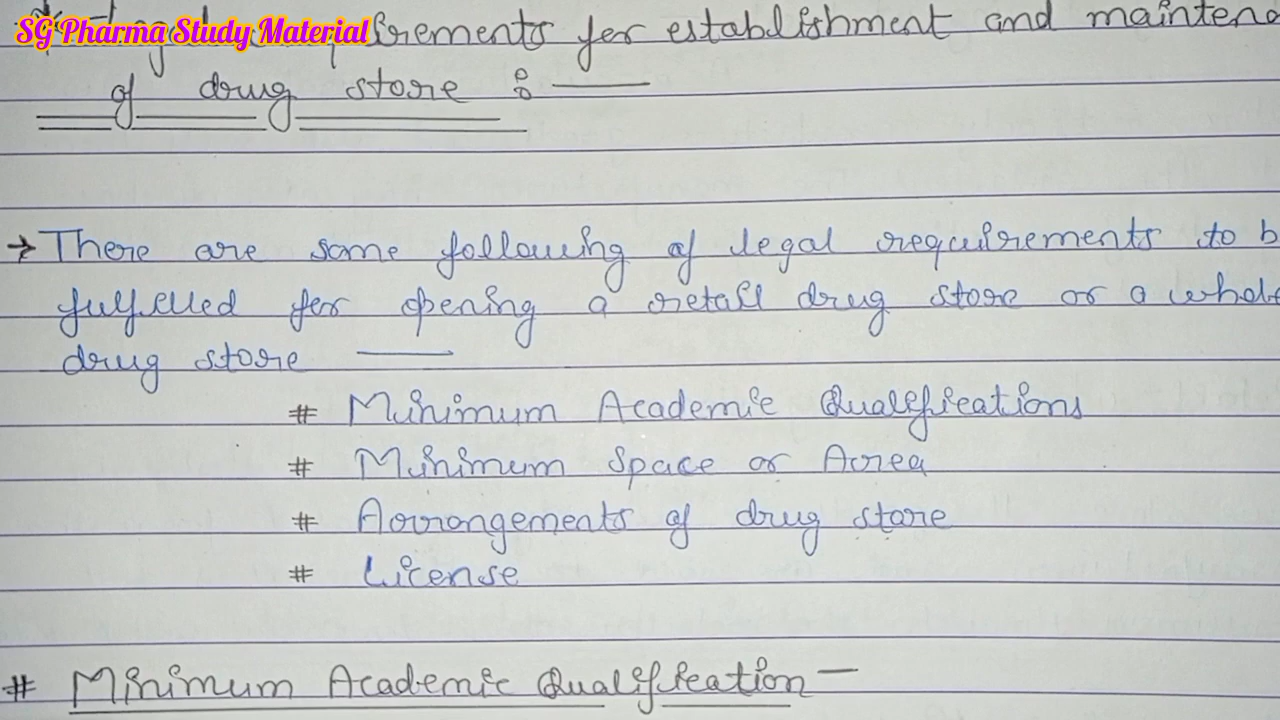 SG Pharma Study Material
requirements for establishment and maintena
of drug store :—
→ There are some following of legal requirements to b
fulfilled for opening a retail drug store or a whole
drug store —
# Minimum Academic Qualifications
# Minimum Space or Area
# Arrangements of drug store
# License
# Minimum Academic Qualification —